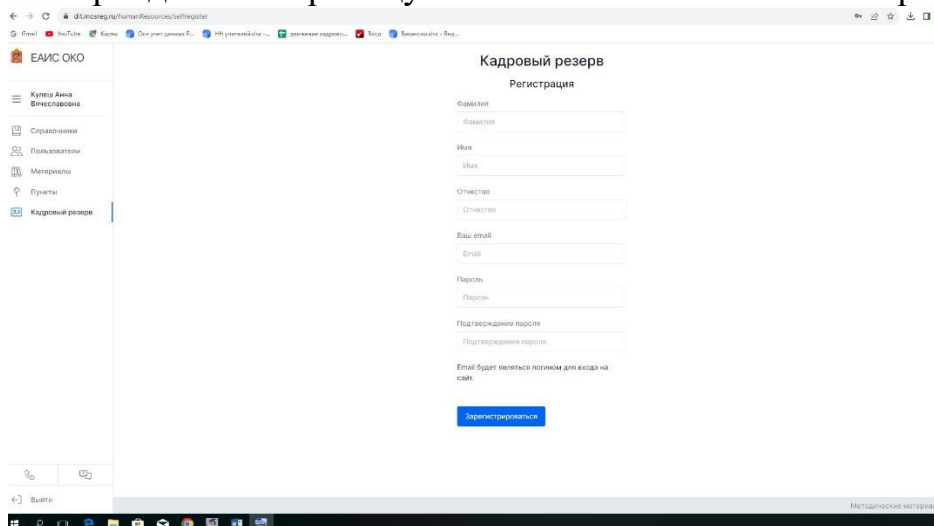 dit.mosreg.ru/humanResources/selfregister
Gmail YouTube Карты
Вход
ЕАИС ОКО
Кулеш Анна
Вячеславовна
Справочники
Пользователи
Материалы
Пункты
Кадровый резерв
Выйти
Кадровый резерв
Регистрация
Фамилия
Фамилия
Имя
Имя
Отчество
Отчество
Ваш email
Email
Пароль
Пароль
Подтверждение пароля
Подтверждение пароля
Email будет являться логином для входа на
сайт.
Зарегистрироваться
Методические материа